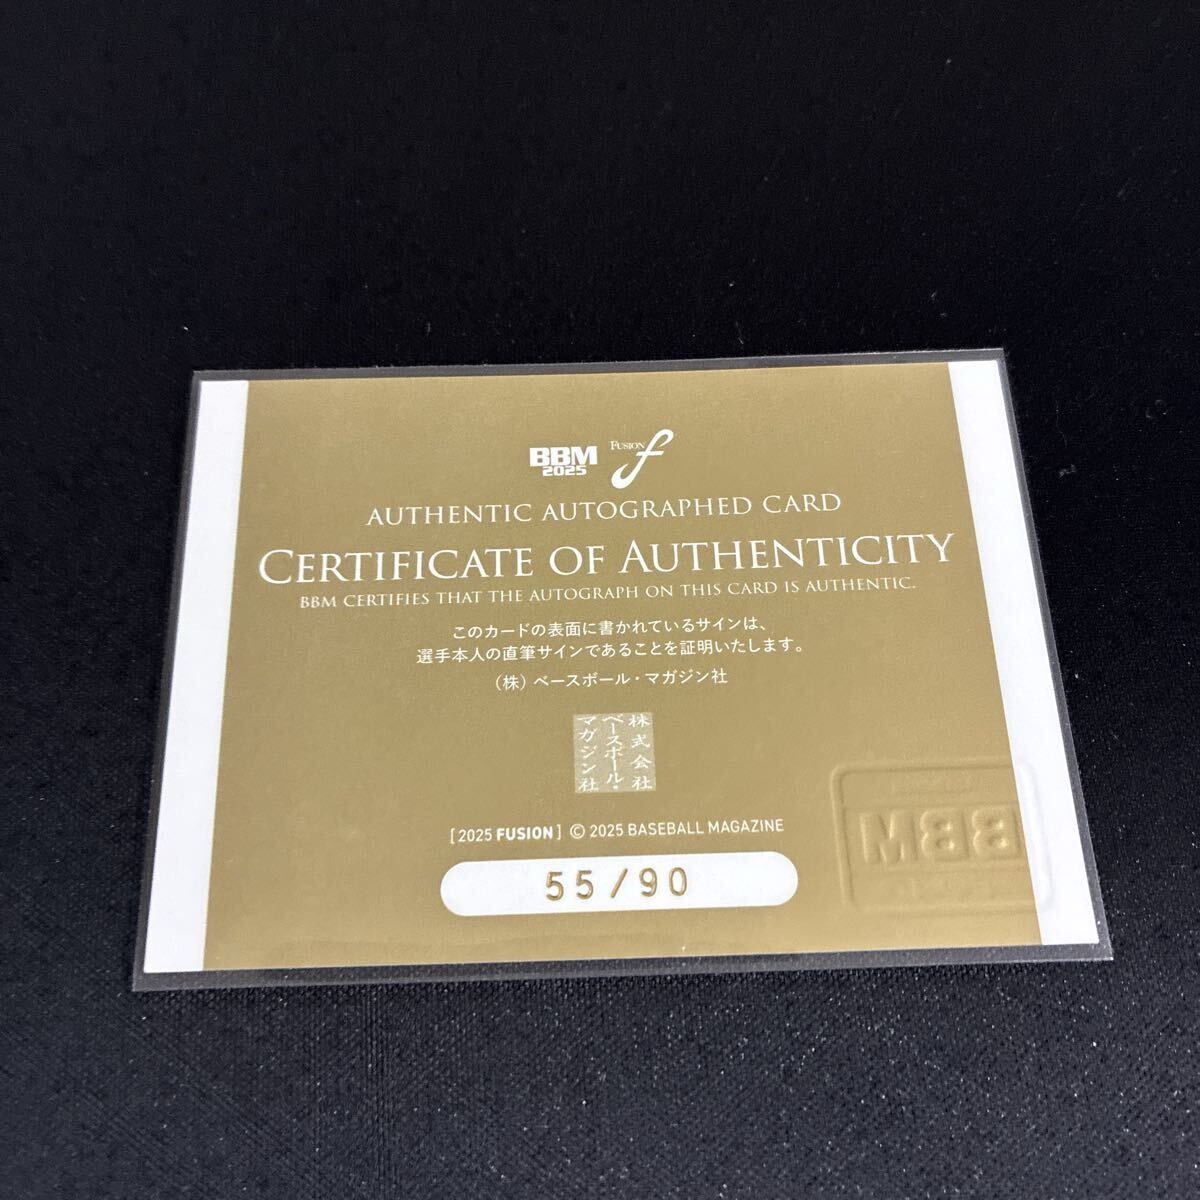 BBM
2025
FUSION f
AUTHENTIC AUTOGRAPHED CARD
CERTIFICATE OF AUTHENTICITY
BBM CERTIFIES THAT THE AUTOGRAPH ON THIS CARD IS AUTHENTIC.
このカードの表面に書かれているサインは、
選手本人の直筆サインであることを証明いたします。
（株）ベースボール・マガジン社
株式会社
ベースボール・
マガジン社
[2025 FUSION] © 2025 BASEBALL MAGAZINE
BBM
55/90